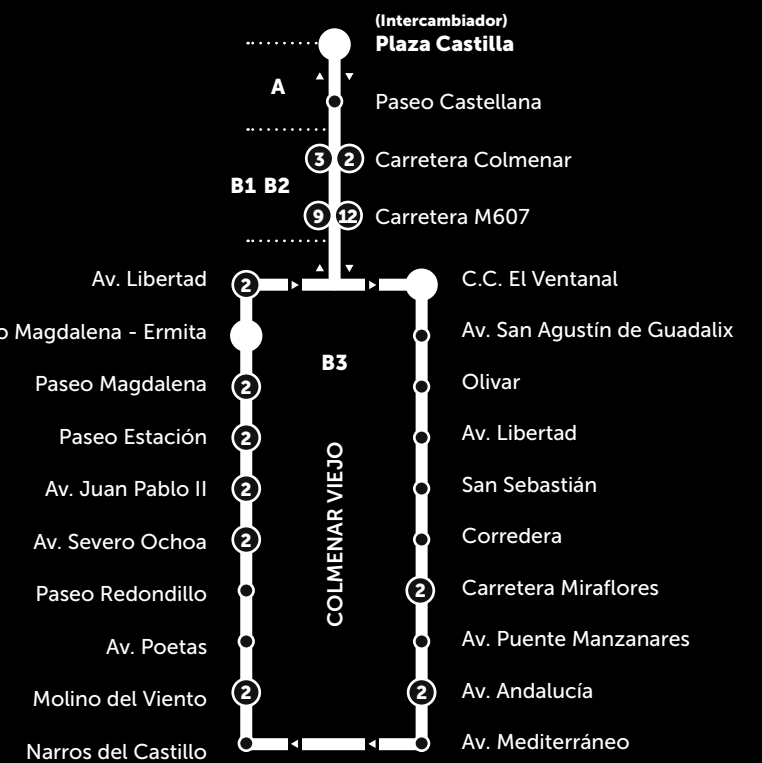 (Intercambiador)
Plaza Castilla
A
Paseo Castellana
3 2 Carretera Colmenar
B1 B2
9 12 Carretera M607
Av. Libertad 2
C.C. El Ventanal
o Magdalena - Ermita
Av. San Agustín de Guadalix
B3
Paseo Magdalena 2
Olivar
Paseo Estación 2
Av. Libertad
COLMENAR VIEJO
Av. Juan Pablo II 2
San Sebastián
Av. Severo Ochoa 2
Corredera
Paseo Redondillo
2 Carretera Miraflores
Av. Poetas
Av. Puente Manzanares
Molino del Viento 2
2 Av. Andalucía
Narros del Castillo
Av. Mediterráneo